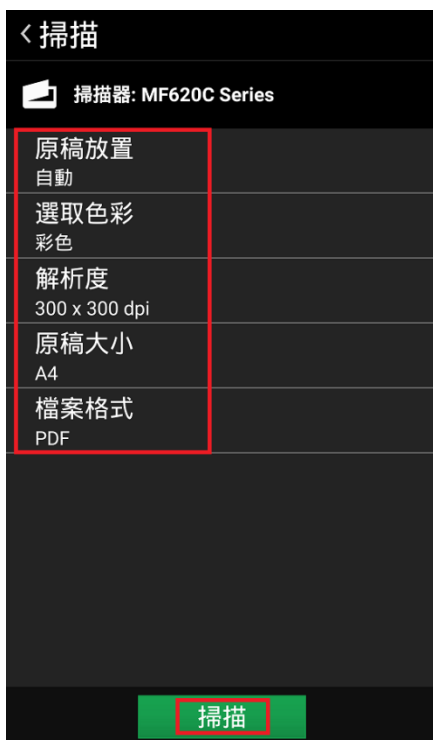 掃描
掃描器: MF620C Series
原稿放置
自動
選取色彩
彩色
解析度
300 x 300 dpi
原稿大小
A4
檔案格式
PDF
掃描